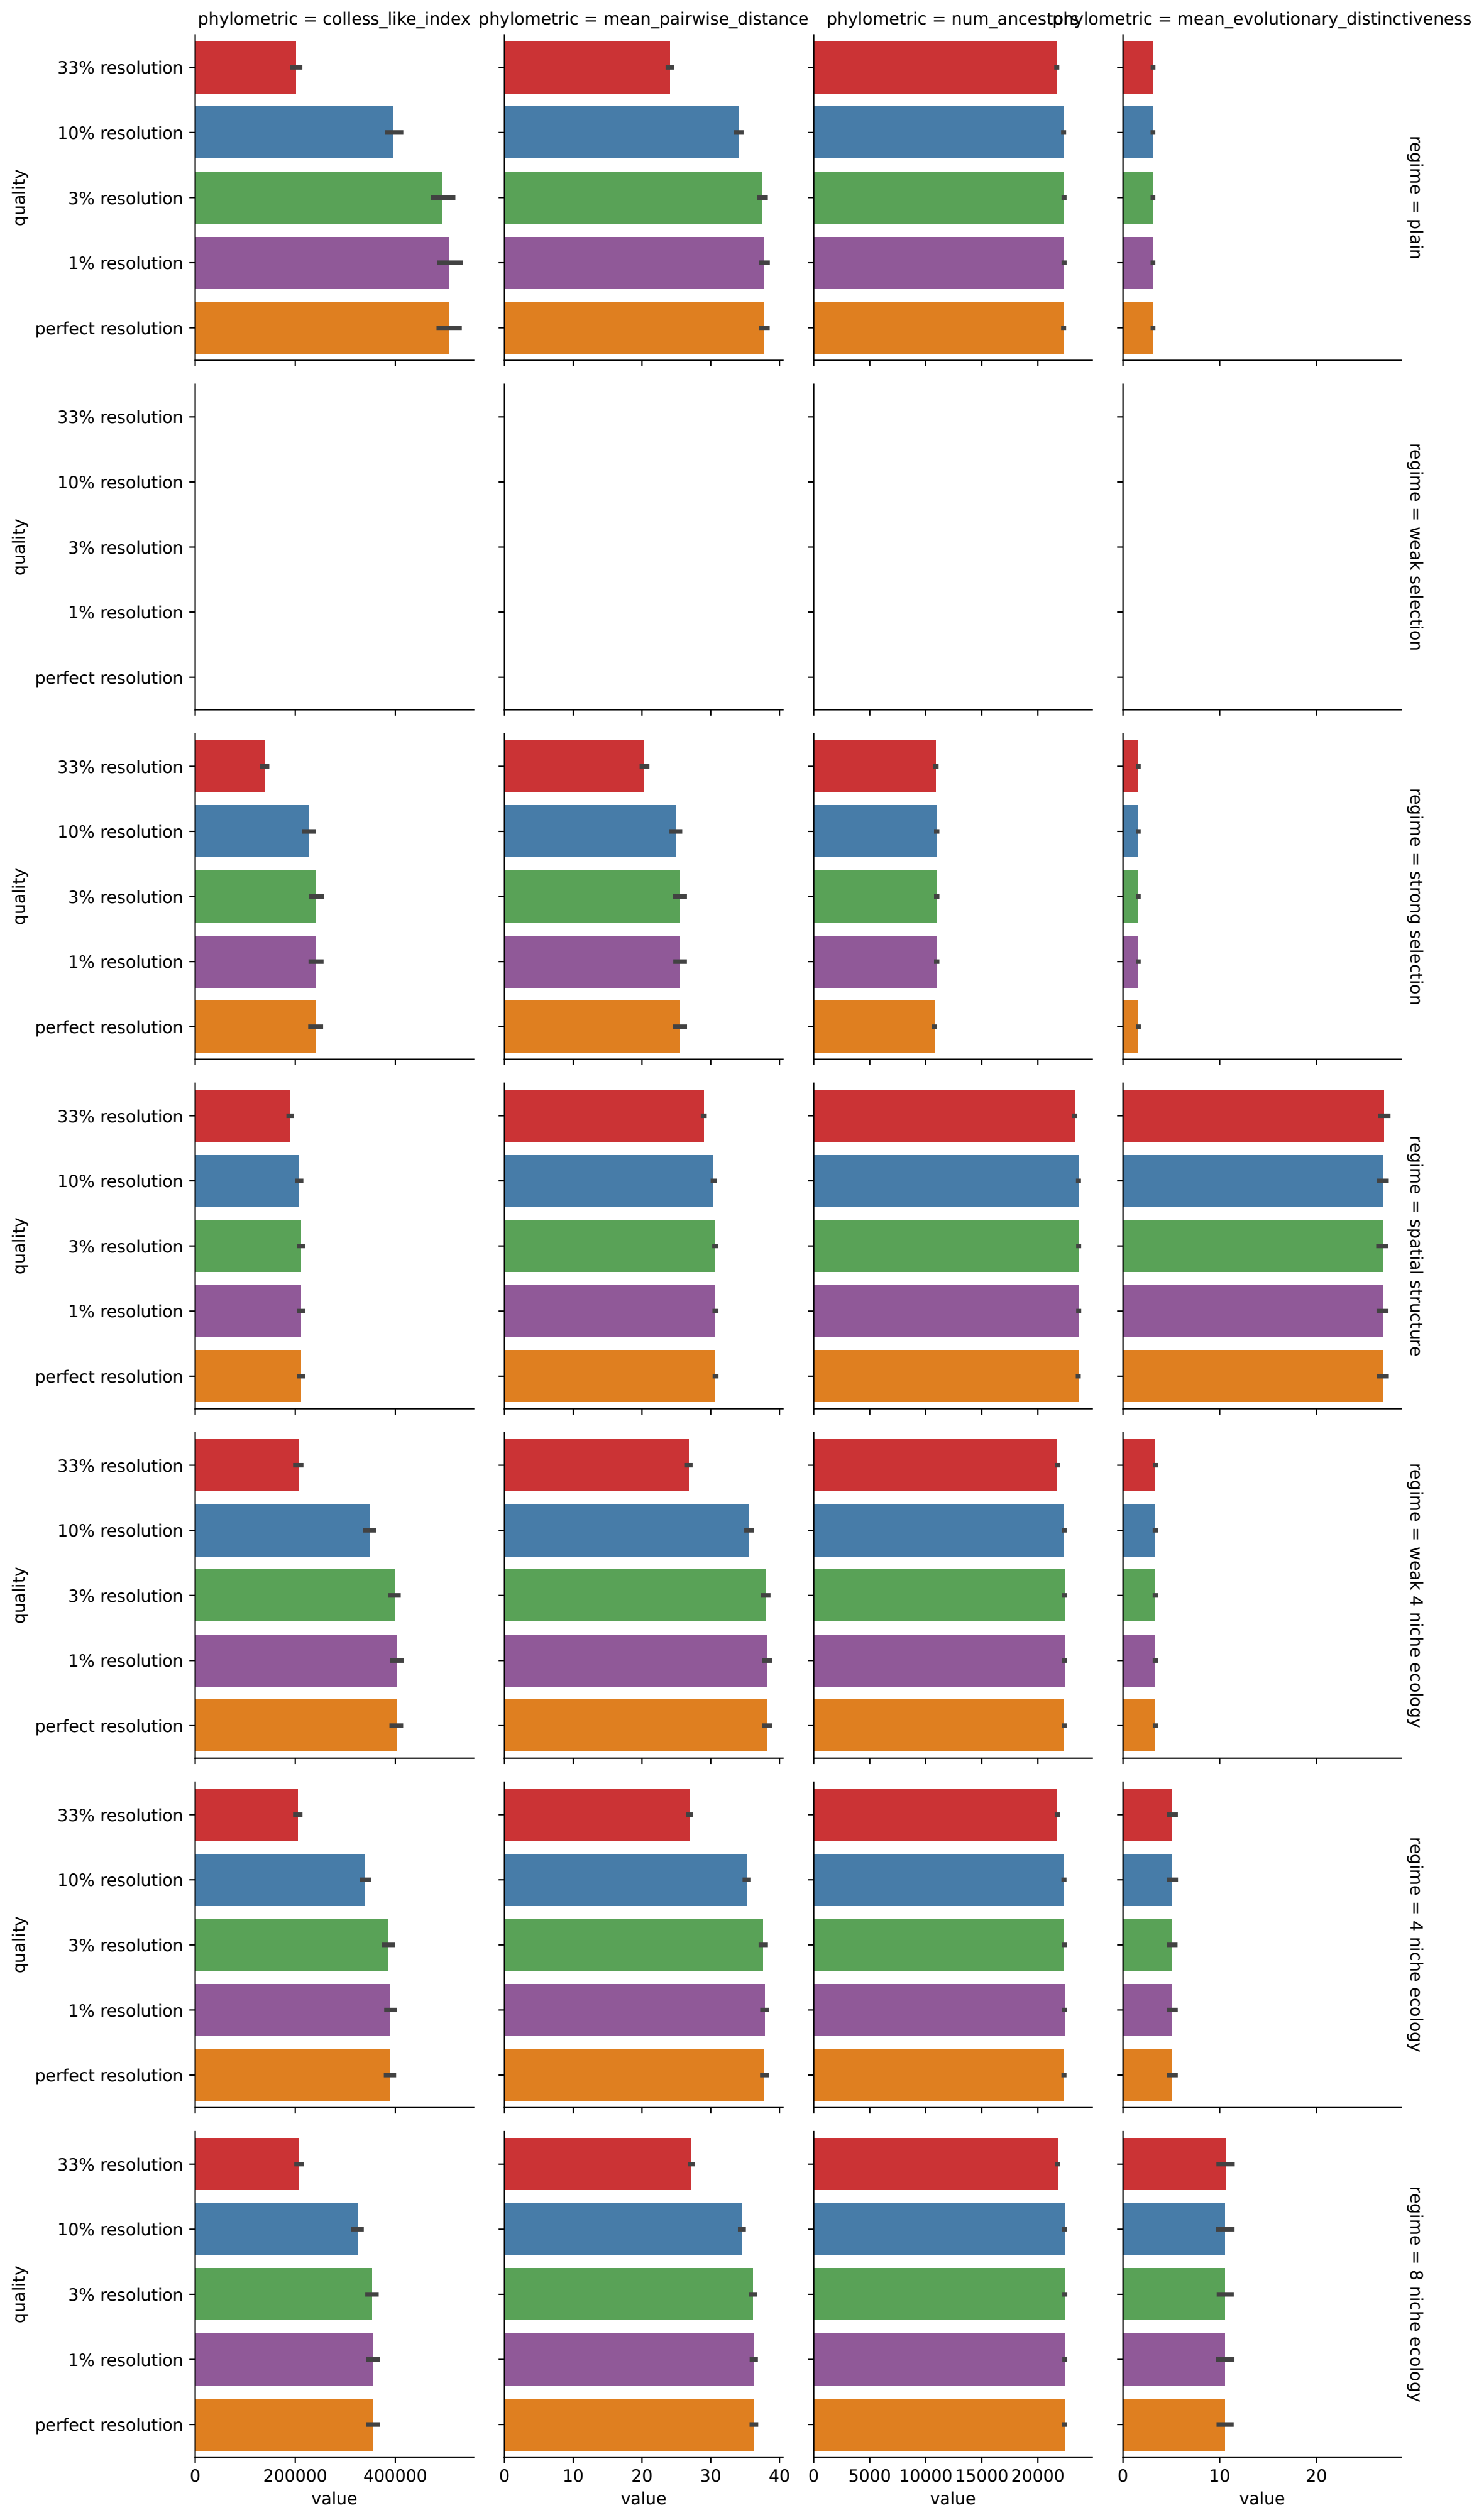 phylometric = colless_like_index
phylometric = mean_pairwise_distance
phylometric = num_ancestors
phylometric = mean_evolutionary_distinctiveness
quality
33% resolution
10% resolution
3% resolution
1% resolution
perfect resolution
regime = plain
quality
33% resolution
10% resolution
3% resolution
1% resolution
perfect resolution
regime = weak selection
quality
33% resolution
10% resolution
3% resolution
1% resolution
perfect resolution
regime = strong selection
quality
33% resolution
10% resolution
3% resolution
1% resolution
perfect resolution
regime = spatial structure
quality
33% resolution
10% resolution
3% resolution
1% resolution
perfect resolution
regime = weak 4 niche ecology
quality
33% resolution
10% resolution
3% resolution
1% resolution
perfect resolution
regime = 4 niche ecology
quality
33% resolution
10% resolution
3% resolution
1% resolution
perfect resolution
regime = 8 niche ecology
0 200000 400000
0 10 20 30 40
0 5000 10000 15000 20000
0 10 20
value
value
value
value